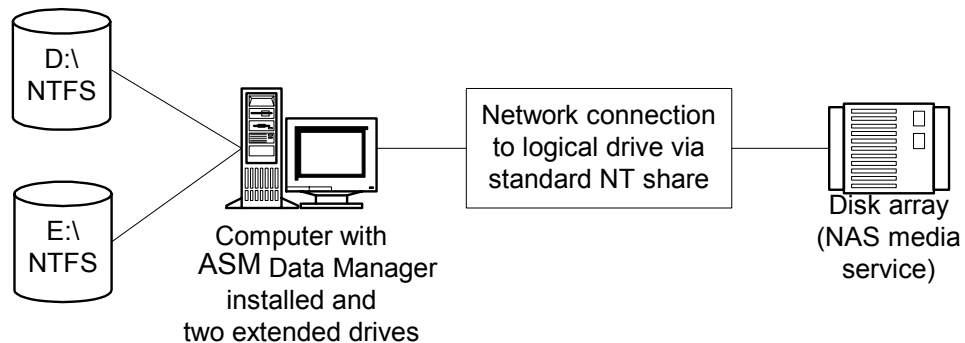 D:\
NTFS
E:\
NTFS
Computer with
ASM Data Manager
installed and
two extended drives
Network connection
to logical drive via
standard NT share
Disk array
(NAS media
service)